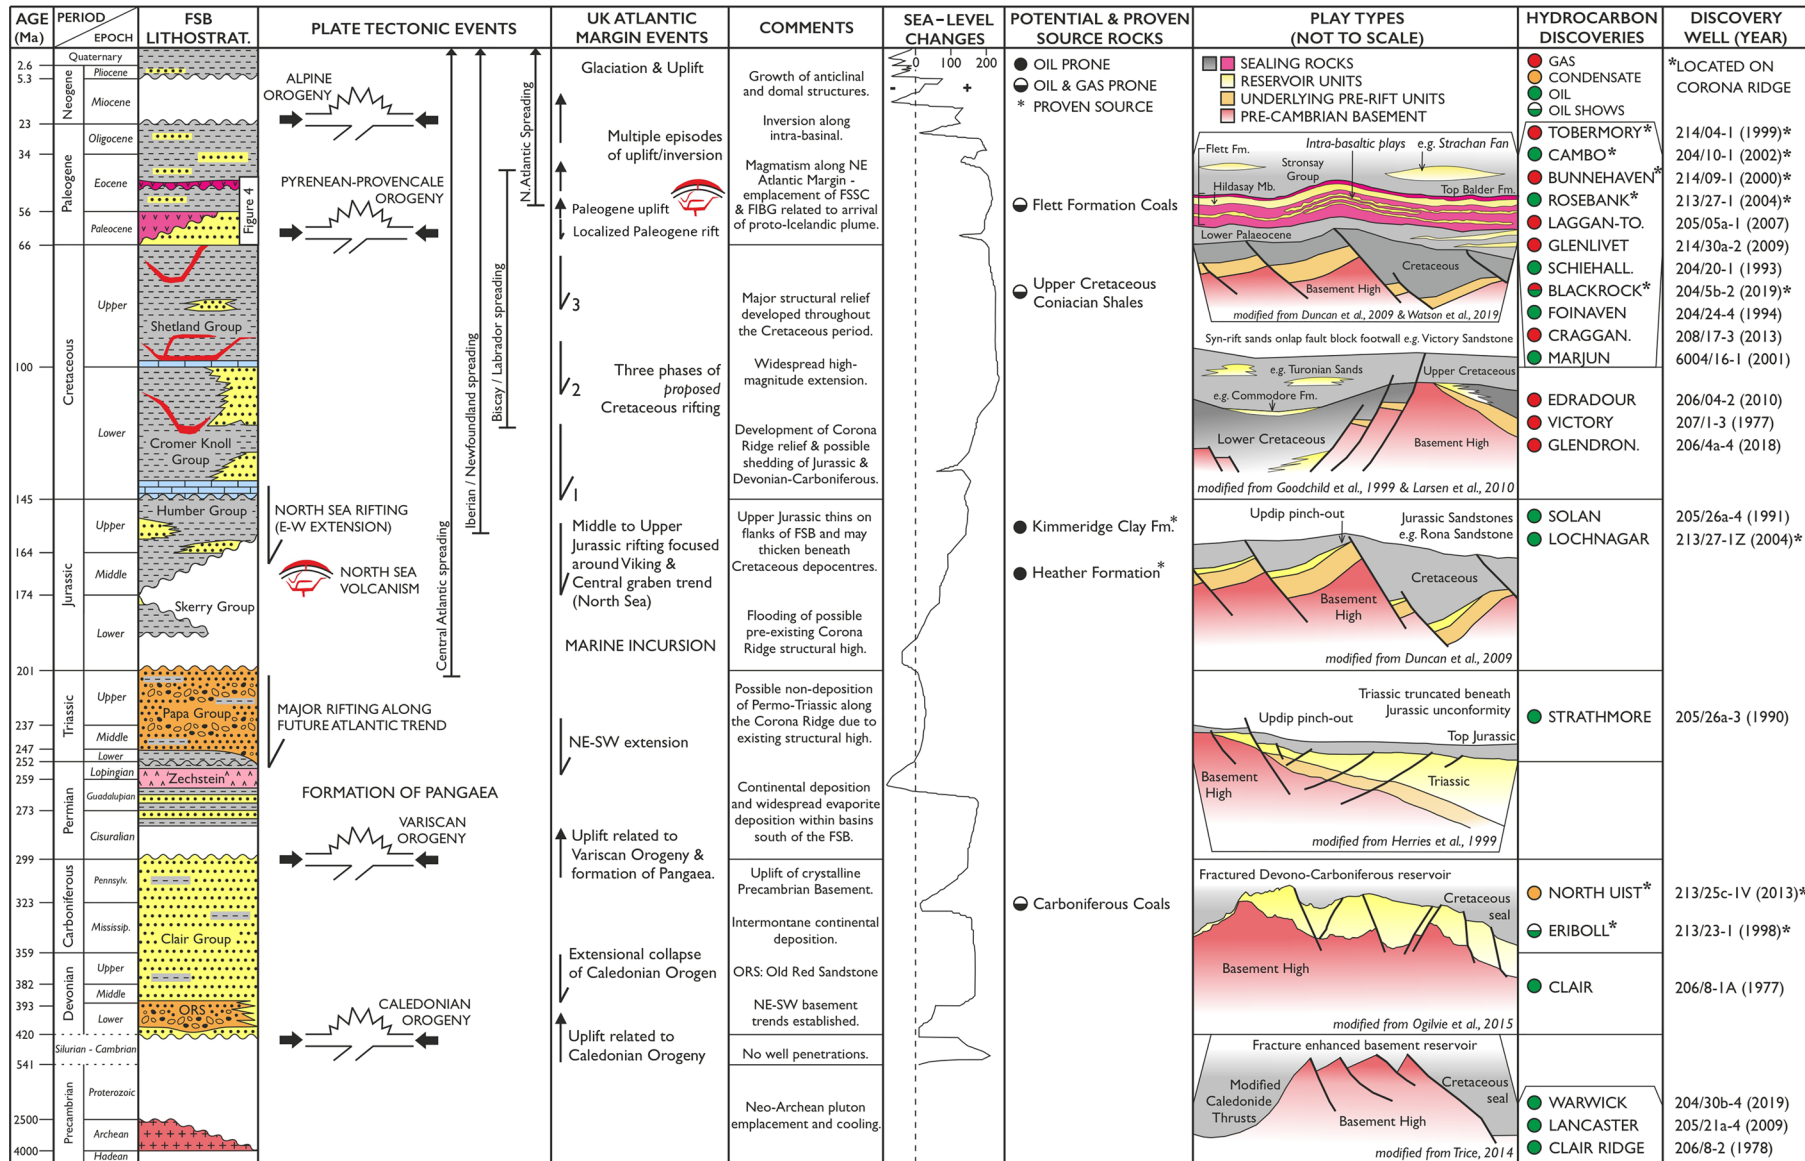 AGE
(Ma)
PERIOD
EPOCH
FSB
LITHOSTRAT.
PLATE TECTONIC EVENTS
UK ATLANTIC
MARGIN EVENTS
COMMENTS
SEA-LEVEL
CHANGES
POTENTIAL & PROVEN
SOURCE ROCKS
PLAY TYPES
(NOT TO SCALE)
HYDROCARBON
DISCOVERIES
DISCOVERY
WELL (YEAR)
2.6
5.3
23
34
56
66
100
145
164
174
201
237
247
252
259
273
299
323
359
382
393
420
541
2500
4000
Quaternary
Neogene
Pliocene
Miocene
Paleogene
Oligocene
Eocene
Paleocene
Cretaceous
Upper
Lower
Jurassic
Upper
Middle
Lower
Triassic
Upper
Middle
Lower
Permian
Lopingian
Guadalupian
Cisuralian
Carboniferous
Pennsylv.
Mississip.
Devonian
Upper
Middle
Lower
Silurian - Cambrian
Precambrian
Proterozoic
Archean
Hadean
Figure 4
Shetland Group
Cromer Knoll
Group
Humber Group
Skerry Group
Papa Group
Zechstein
Clair Group
ORS
ALPINE
OROGENY
PYRENEAN-PROVENCALE
OROGENY
NORTH SEA RIFTING
(E-W EXTENSION)
NORTH SEA
VOLCANISM
MAJOR RIFTING ALONG
FUTURE ATLANTIC TREND
FORMATION OF PANGAEA
VARISCAN
OROGENY
CALEDONIAN
OROGENY
Central Atlantic spreading
Iberian / Newfoundland spreading
Biscay / Labrador spreading
N.Atlantic Spreading
Glaciation & Uplift
Multiple episodes
of uplift/inversion
Paleogene uplift
Localized Paleogene rift
3
Three phases of
proposed
Cretaceous rifting
2
1
Middle to Upper
Jurassic rifting focused
around Viking &
Central graben trend
(North Sea)
MARINE INCURSION
NE-SW extension
Uplift related to
Variscan Orogeny &
formation of Pangaea.
Extensional collapse
of Caledonian Orogen
Uplift related to
Caledonian Orogeny
Growth of anticlinal
and domal structures.
Inversion along
intra-basinal.
Magmatism along NE
Atlantic Margin -
emplacement of FSSC
& FIBG related to arrival
of proto-Icelandic plume.
Major structural relief
developed throughout
the Cretaceous period.
Widespread high-
magnitude extension.
Development of Corona
Ridge relief & possible
shedding of Jurassic &
Devonian-Carboniferous.
Upper Jurassic thins on
flanks of FSB and may
thicken beneath
Cretaceous depocentres.
Flooding of possible
pre-existing Corona
Ridge structural high.
Possible non-deposition
of Permo-Triassic along
the Corona Ridge due to
existing structural high.
Continental deposition
and widespread evaporite
deposition within basins
south of the FSB.
Uplift of crystalline
Precambrian Basement.
Intermontane continental
deposition.
ORS: Old Red Sandstone
NE-SW basement
trends established.
No well penetrations.
Neo-Archean pluton
emplacement and cooling.
0 100 200
- +
OIL PRONE
OIL & GAS PRONE
* PROVEN SOURCE
Flett Formation Coals
Upper Cretaceous
Coniacian Shales
Kimmeridge Clay Fm.*
Heather Formation*
Carboniferous Coals
SEALING ROCKS
RESERVOIR UNITS
UNDERLYING PRE-RIFT UNITS
PRE-CAMBRIAN BASEMENT
Flett Fm.
Intra-basaltic plays
e.g. Strachan Fan
Stronsay
Group
Hildasay Mb.
Top Balder Fm.
Lower Palaeocene
Cretaceous
Basement High
modified from Duncan et al., 2009 & Watson et al., 2019
Syn-rift sands onlap fault block footwall e.g. Victory Sandstone
e.g. Turonian Sands
Upper Cretaceous
e.g. Commodore Fm.
Lower Cretaceous
Basement High
modified from Goodchild et al., 1999 & Larsen et al., 2010
Updip pinch-out
Jurassic Sandstones
e.g. Rona Sandstone
Cretaceous
Basement
High
modified from Duncan et al., 2009
Triassic truncated beneath
Jurassic unconformity
Updip pinch-out
Top Jurassic
Basement
High
Triassic
modified from Herries et al., 1999
Fractured Devono-Carboniferous reservoir
Cretaceous
seal
Basement High
modified from Ogilvie et al., 2015
Fracture enhanced basement reservoir
Modified
Caledonide
Thrusts
Cretaceous
seal
Basement High
modified from Trice, 2014
GAS
CONDENSATE
OIL
OIL SHOWS
*LOCATED ON
CORONA RIDGE
TOBERMORY* 214/04-1 (1999)*
CAMBO* 204/10-1 (2002)*
BUNNEHAVEN* 214/09-1 (2000)*
ROSEBANK* 213/27-1 (2004)*
LAGGAN-TO. 205/05a-1 (2007)
GLENLIVET 214/30a-2 (2009)
SCHIEHALL. 204/20-1 (1993)
BLACKROCK* 204/5b-2 (2019)*
FOINAVEN 204/24-4 (1994)
CRAGGAN. 208/17-3 (2013)
MARJUN 6004/16-1 (2001)
EDRADOUR 206/04-2 (2010)
VICTORY 207/1-3 (1977)
GLENDRON. 206/4a-4 (2018)
SOLAN 205/26a-4 (1991)
LOCHNAGAR 213/27-1Z (2004)*
STRATHMORE 205/26a-3 (1990)
NORTH UIST* 213/25c-1V (2013)*
ERIBOLL* 213/23-1 (1998)*
CLAIR 206/8-1A (1977)
WARWICK 204/30b-4 (2019)
LANCASTER 205/21a-4 (2009)
CLAIR RIDGE 206/8-2 (1978)